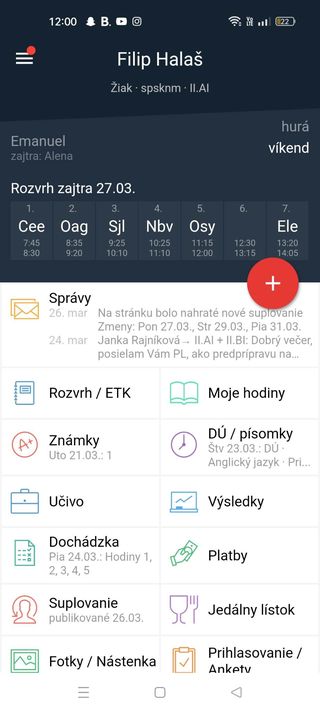 12:00 B. 22
Filip Halaš
Žiak · spsknm · II.AI
hurá
Emanuel víkend
zajtra: Alena
Rozvrh zajtra 27.03.
1. 2. 3. 4. 5. 6. 7.
Cee Oag Sjl Nbv Osy Ele
7:45 8:35 9:25 10:25 11:15 12:30 13:20
8:30 9:20 10:10 11:10 12:00 13:15 14:05
+
Správy
26. mar Na stránku bolo nahraté nové suplovanie
Zmeny: Pon 27.03., Str 29.03., Pia 31.03.
24. mar Janka Rajníková→ II.AI + II.BI: Dobrý večer,
posielam Vám PL, ako predprípravu na...
Rozvrh / ETK Moje hodiny
Známky
Uto 21.03.: 1
DÚ / písomky
Štv 23.03.: DÚ ·
Anglický jazyk · Pri...
Učivo Výsledky
Dochádzka
Pia 24.03.: Hodiny 1,
2, 3, 4, 5
Platby
Suplovanie
publikované 26.03.
Jedálny lístok
Fotky / Nástenka
Prihlasovanie /
Ankety